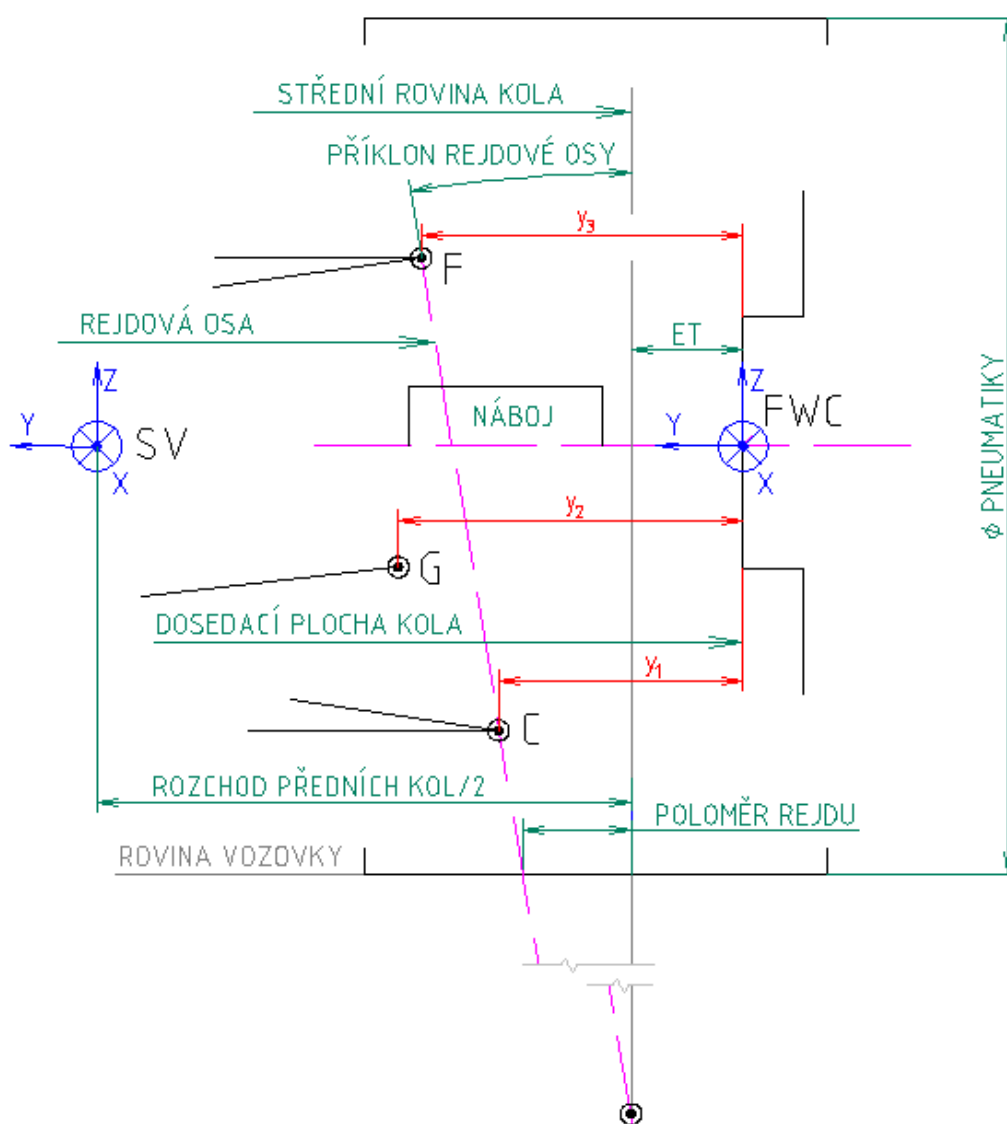 STŘEDNÍ ROVINA KOLA
PŘÍKLON REJDOVÉ OSY
y3
F
REJDOVÁ OSA
ET
Z
Z
NÁBOJ
FWC
Y
SV
Y
X
X
φ PNEUMATIKY
y2
G
DOSEDACÍ PLOCHA KOLA
y1
C
ROZCHOD PŘEDNÍCH KOL/2
POLOMĚR REJDU
ROVINA VOZOVKY